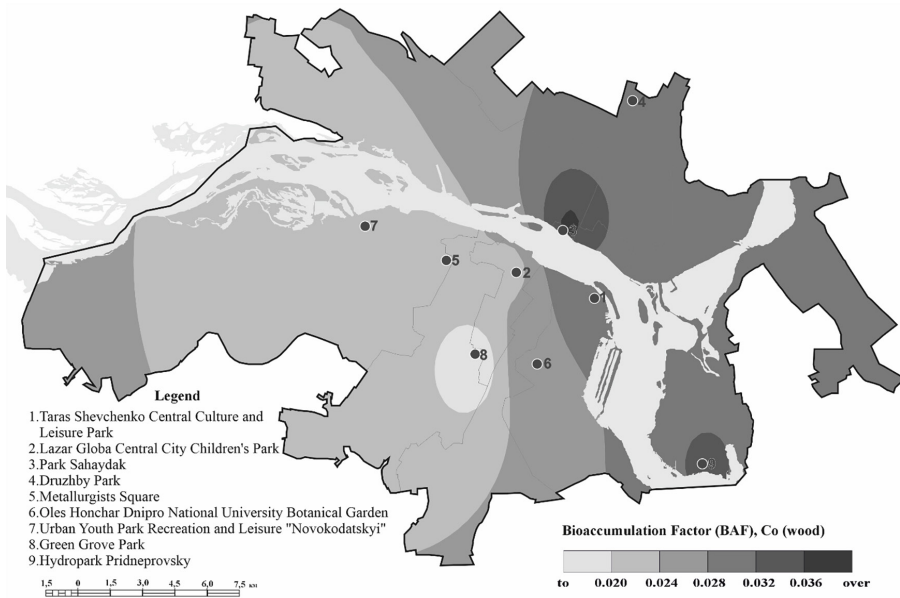 4
3
7
5
2
1
8
6
9
Legend
1.Taras Shevchenko Central Culture and
Leisure Park
2.Lazar Globa Central City Children's Park
3.Park Sahaydak
4.Druzhby Park
5.Metallurgists Square
6.Oles Honchar Dnipro National University Botanical Garden
7.Urban Youth Park Recreation and Leisure "Novokodatskyi"
8.Green Grove Park
9.Hydropark Pridneprovsky
1,5 0 1,5 3,0 4,5 6,0 7,5 км
Bioaccumulation Factor (BAF), Co (wood)
to 0.020 0.024 0.028 0.032 0.036 over